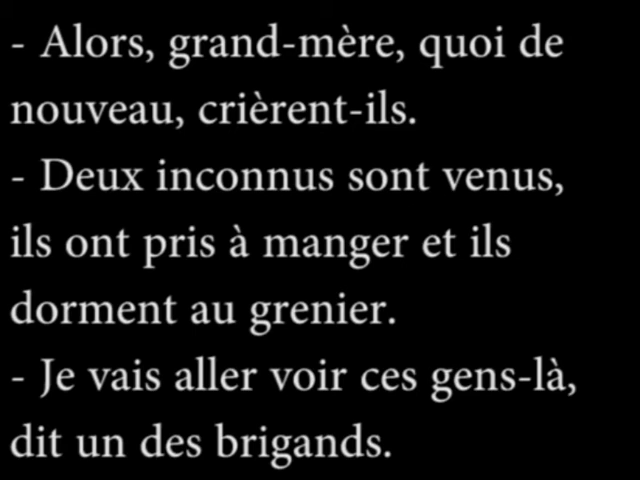 - Alors, grand-mère, quoi de
nouveau, crièrent-ils.
- Deux inconnus sont venus,
ils ont pris à manger et ils
dorment au grenier.
- Je vais aller voir ces gens-là,
dit un des brigands.